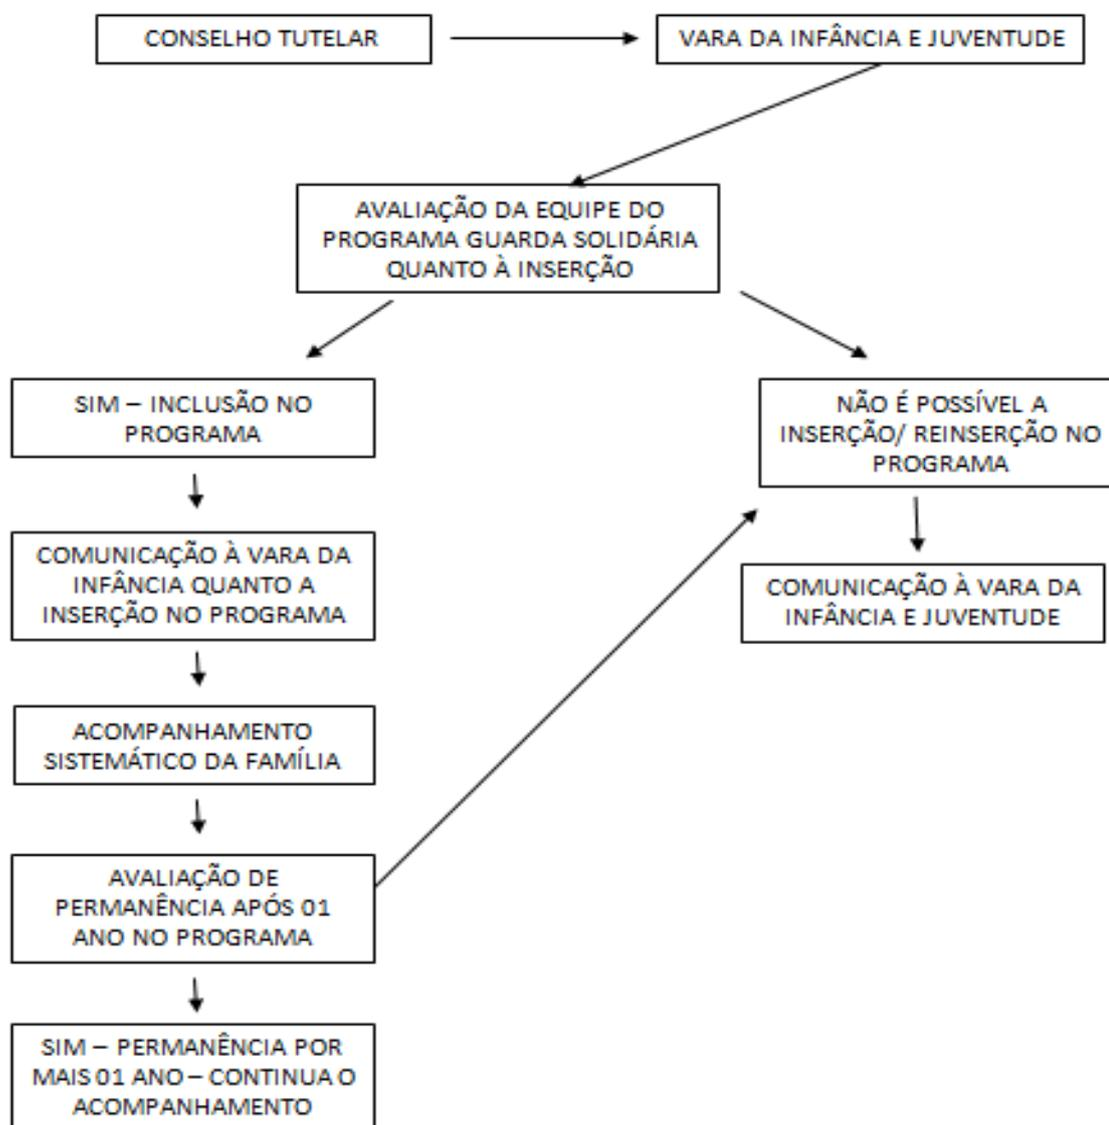 CONSELHO TUTELAR
VARA DA INFÂNCIA E JUVENTUDE
AVALIAÇÃO DA EQUIPE DO
PROGRAMA GUARDA SOLIDÁRIA
QUANTO À INSERÇÃO
SIM – INCLUSÃO NO
PROGRAMA
NÃO É POSSÍVEL A
INSERÇÃO/ REINSERÇÃO NO
PROGRAMA
COMUNICAÇÃO À VARA DA
INFÂNCIA QUANTO A
INSERÇÃO NO PROGRAMA
COMUNICAÇÃO À VARA DA
INFÂNCIA E JUVENTUDE
ACOMPANHAMENTO
SISTEMÁTICO DA FAMÍLIA
AVALIAÇÃO DE
PERMANÊNCIA APÓS 01
ANO NO PROGRAMA
SIM – PERMANÊNCIA POR
MAIS 01 ANO – CONTINUA O
ACOMPANHAMENTO